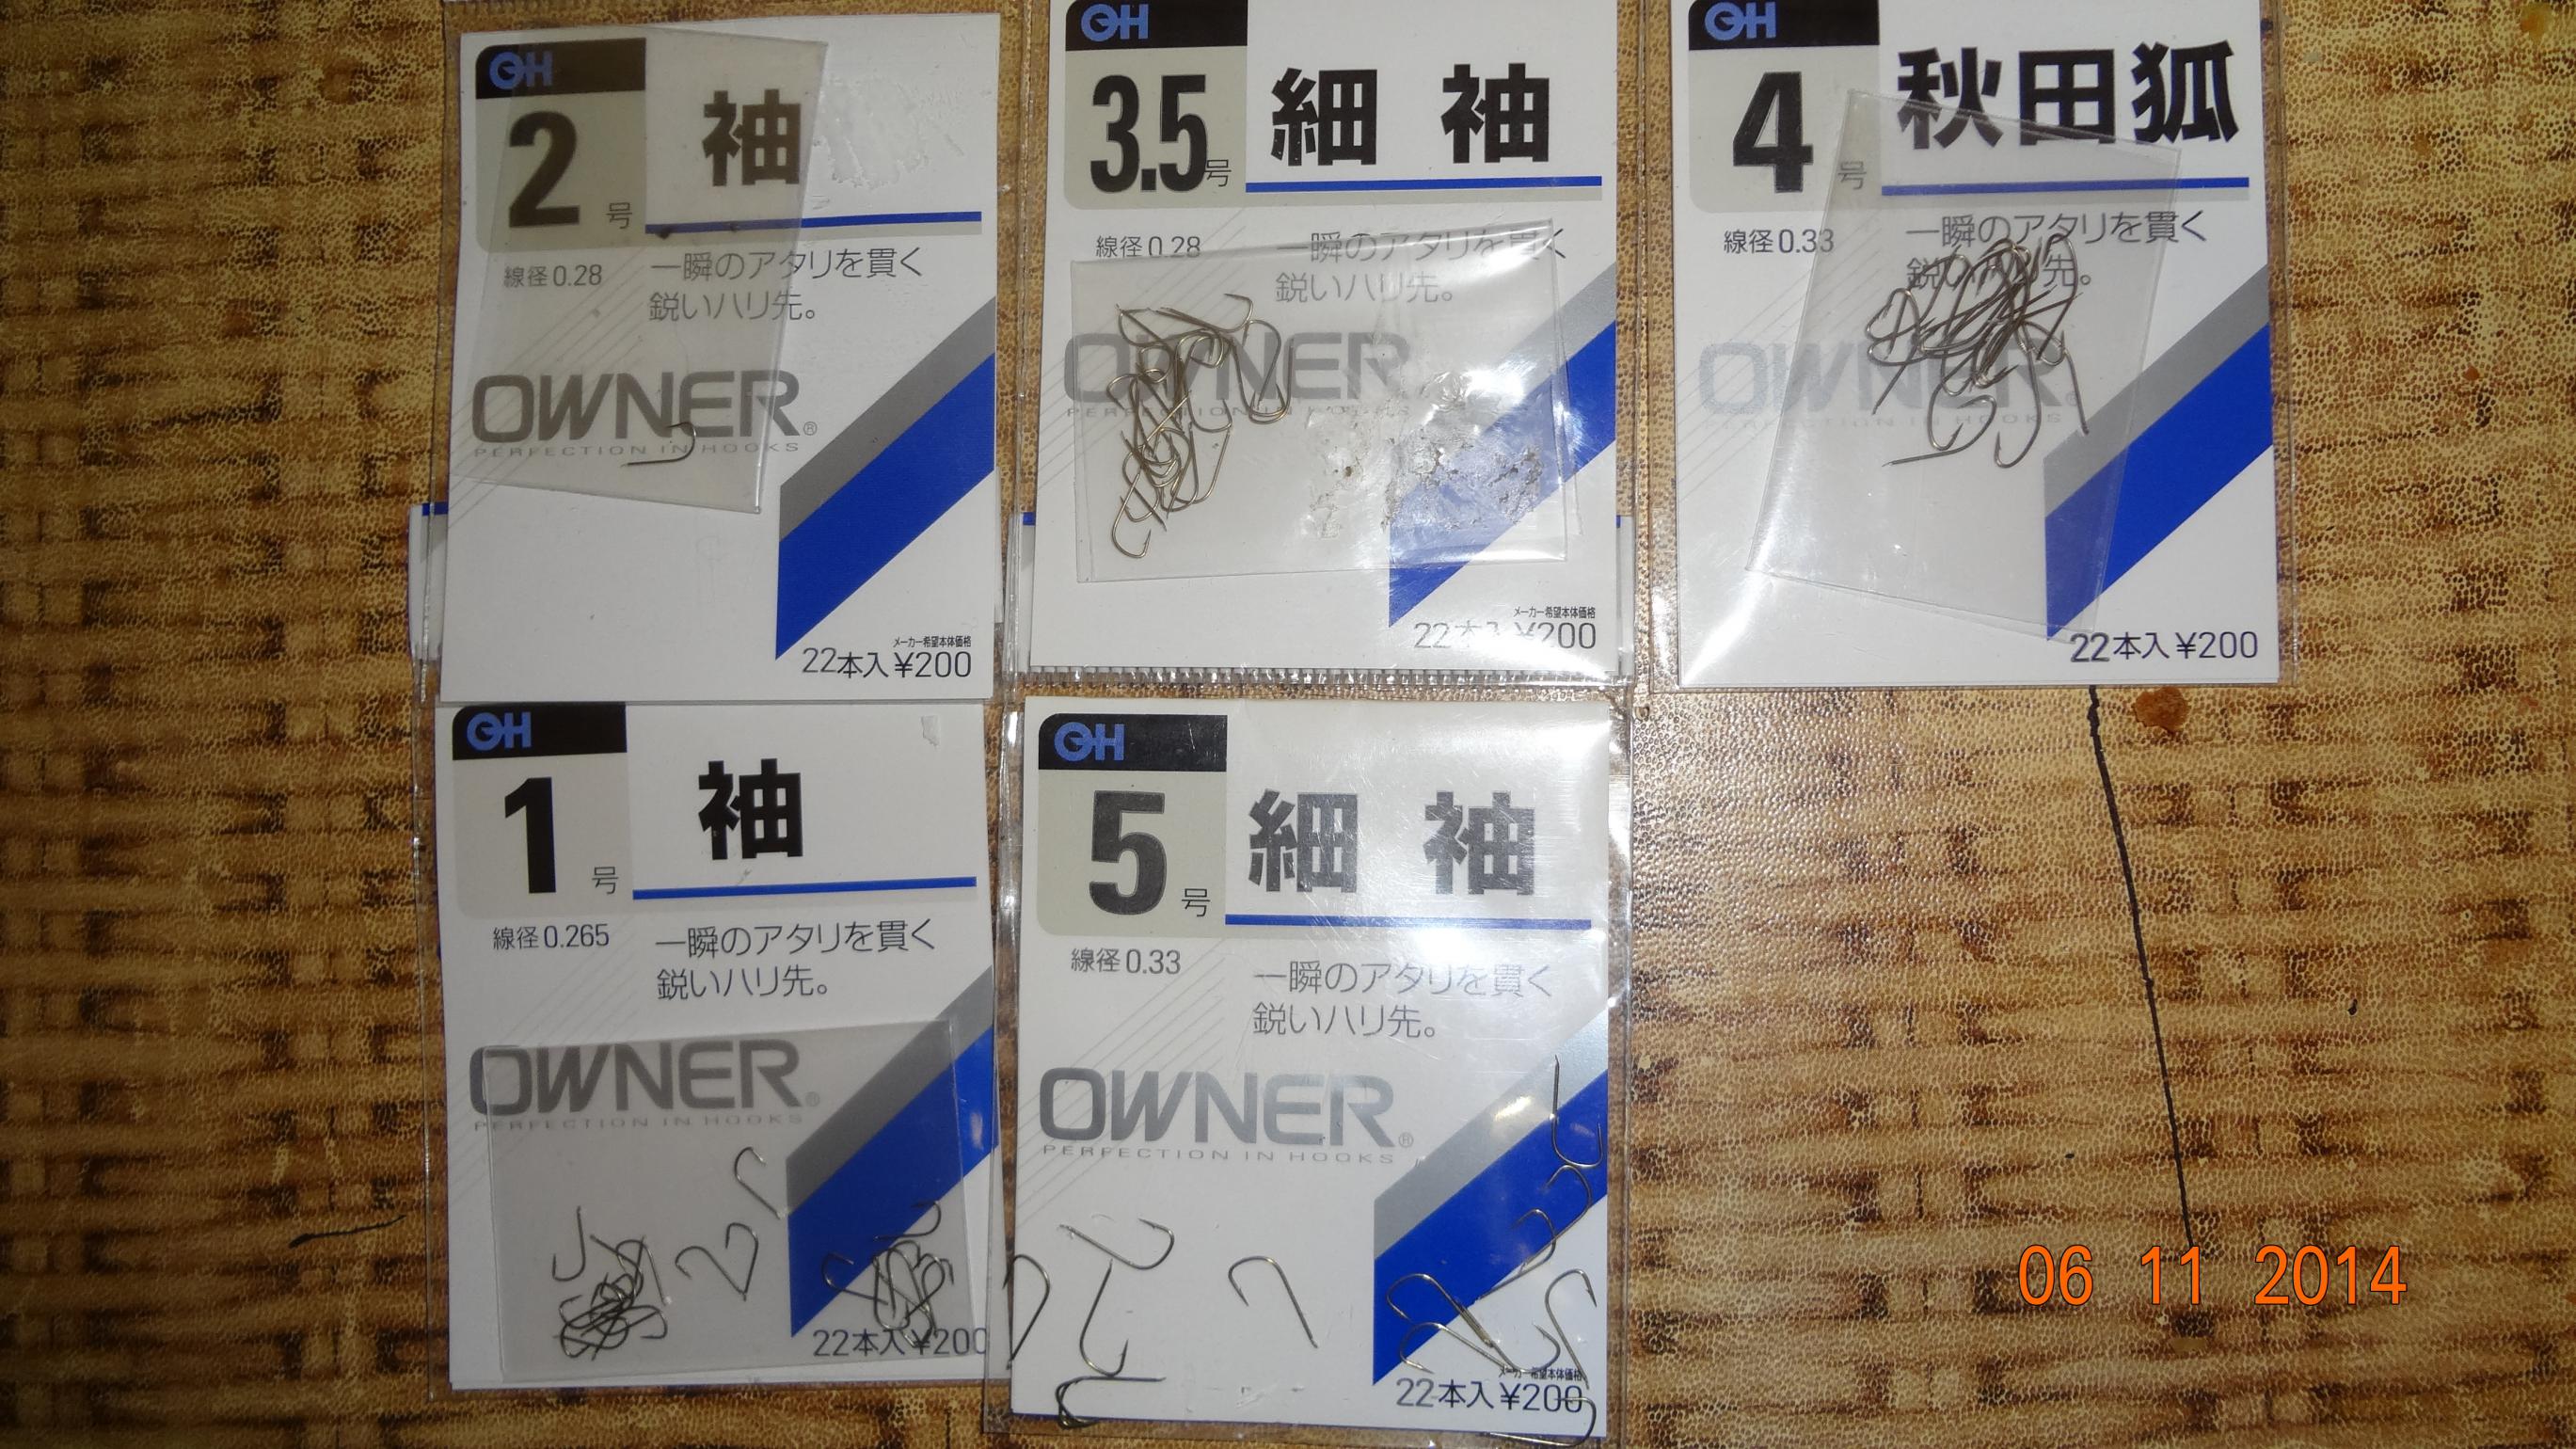 OH
2号
袖
線径0.28
一瞬のアタリを貫く
鋭いハリ先。
OWNER®
PERFECTION IN HOOKS
メーカー希望本体価格
22本入¥200
OH
3.5号
細袖
線径0.28
一瞬のアタリを貫く
鋭いハリ先。
OWNER
PERFECTION IN HOOKS
メーカー希望本体価格
22本入¥200
OH
4号
秋田狐
線径0.33
一瞬のアタリを貫く
鋭いハリ先。
OWNER®
PERFECTION IN HOOKS
22本入¥200
OH
1号
袖
線径0.265
一瞬のアタリを貫く
鋭いハリ先。
OWNER®
PERFECTION IN HOOKS
22本入¥200
OH
5号
細袖
線径0.33
一瞬のアタリを貫く
鋭いハリ先。
OWNER®
PERFECTION IN HOOKS
メーカー希望本体価格
22本入¥200
06 11 2014